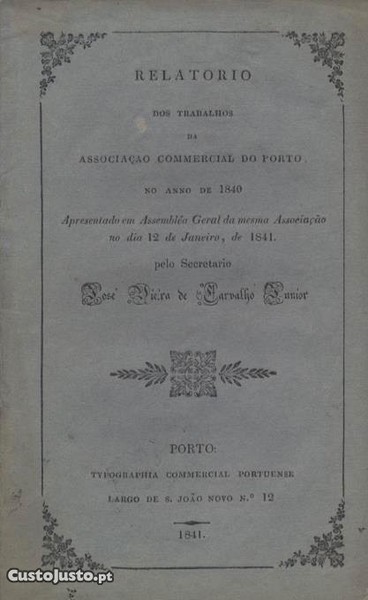 RELATORIO
DOS TRABALHOS
DA
ASSOCIAÇAO COMMERCIAL DO PORTO
NO ANNO DE 1840
Apresentado em Assembléa Geral da mesma Associação
no dia 12 de Janeiro, de 1841.
pelo Secretario
José Vieira de Carvalho Junior
PORTO:
TYPOGRAPHIA COMMERCIAL PORTUENSE
LARGO DE S. JOÃO NOVO N.º 12
1841.
CustoJusto.pt